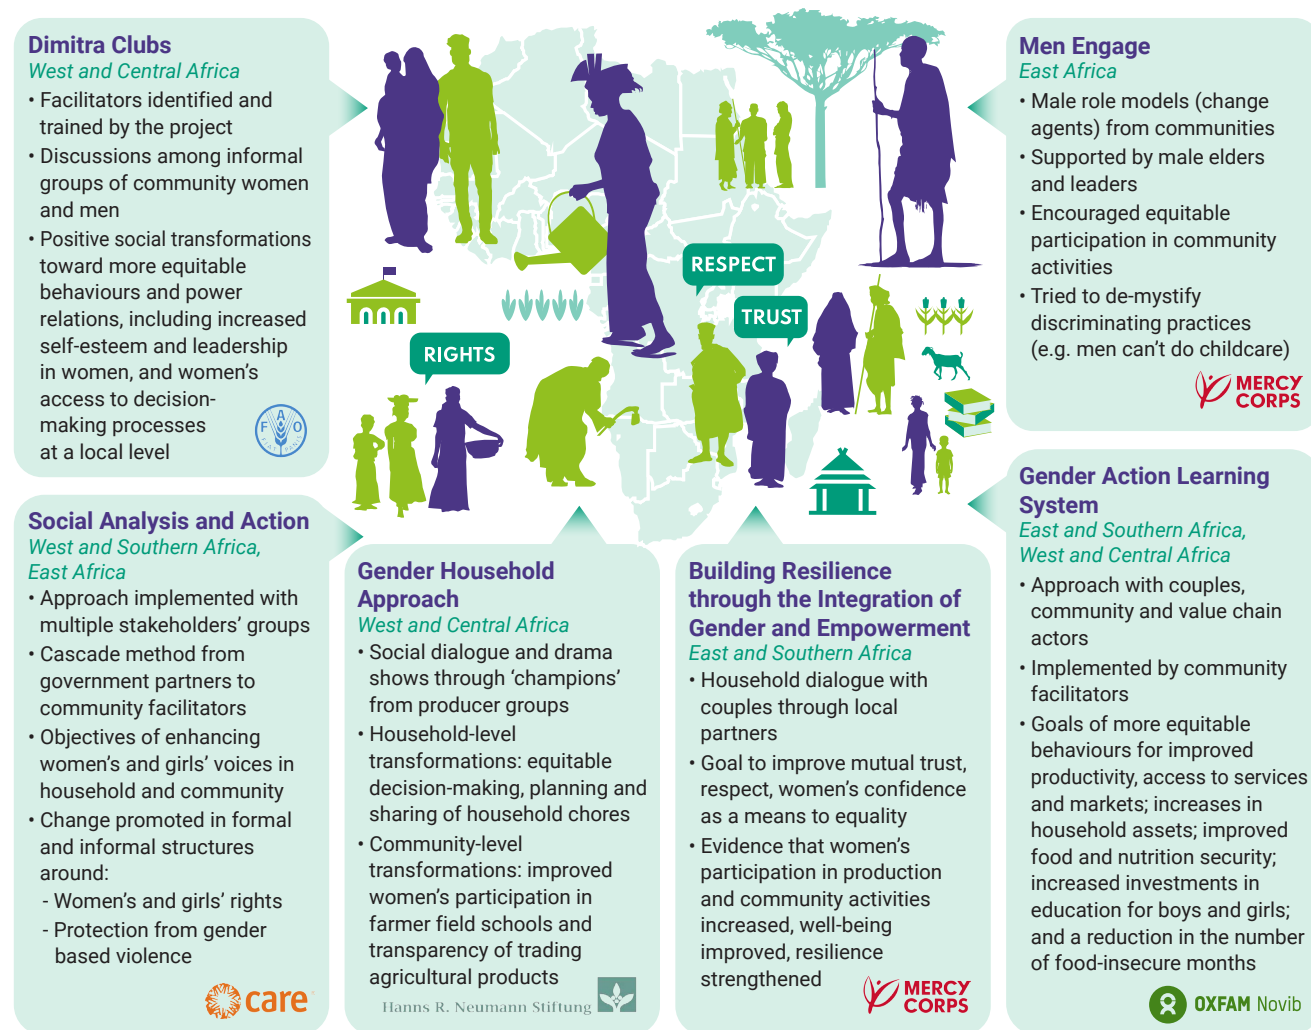 Dimitra Clubs
West and Central Africa
• Facilitators identified and
trained by the project
• Discussions among informal
groups of community women
and men
• Positive social transformations
toward more equitable
behaviours and power
relations, including increased
self-esteem and leadership
in women, and women's
access to decision-
making processes
at a local level
F A O
FIAT PANIS
Social Analysis and Action
West and Southern Africa,
East Africa
• Approach implemented with
multiple stakeholders' groups
• Cascade method from
government partners to
community facilitators
• Objectives of enhancing
women's and girls' voices in
household and community
• Change promoted in formal
and informal structures
around:
- Women's and girls' rights
- Protection from gender
based violence
care
RESPECT
TRUST
RIGHTS
Gender Household
Approach
West and Central Africa
• Social dialogue and drama
shows through ‘champions’
from producer groups
• Household-level
transformations: equitable
decision-making, planning and
sharing of household chores
• Community-level
transformations: improved
women's participation in
farmer field schools and
transparency of trading
agricultural products
Hanns R. Neumann Stiftung
Building Resilience
through the Integration of
Gender and Empowerment
East and Southern Africa
• Household dialogue with
couples through local
partners
• Goal to improve mutual trust,
respect, women's confidence
as a means to equality
• Evidence that women's
participation in production
and community activities
increased, well-being
improved, resilience
strengthened
MERCY
CORPS
Men Engage
East Africa
• Male role models (change
agents) from communities
• Supported by male elders
and leaders
• Encouraged equitable
participation in community
activities
• Tried to de-mystify
discriminating practices
(e.g. men can't do childcare)
MERCY
CORPS
Gender Action Learning
System
East and Southern Africa,
West and Central Africa
• Approach with couples,
community and value chain
actors
• Implemented by community
facilitators
• Goals of more equitable
behaviours for improved
productivity, access to services
and markets; increases in
household assets; improved
food and nutrition security;
increased investments in
education for boys and girls;
and a reduction in the number
of food-insecure months
OXFAM Novib